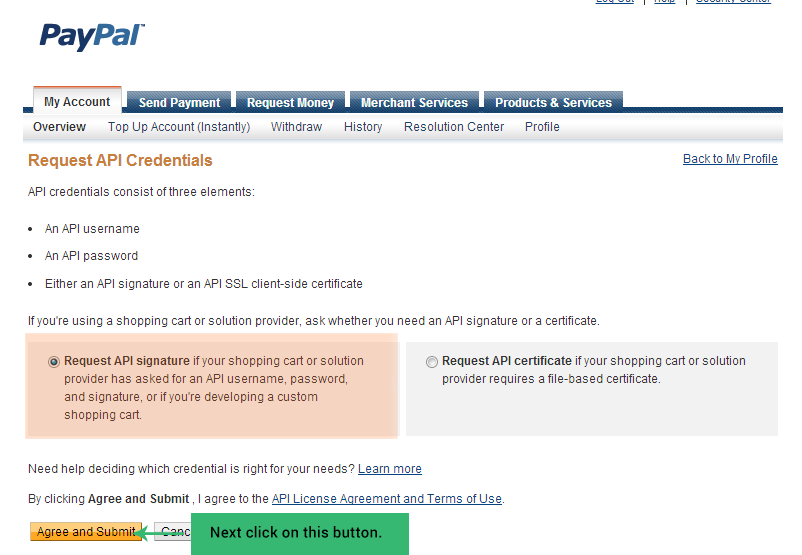 Log Out | Help | Security Center
PayPal™
My Account Send Payment Request Money Merchant Services Products & Services
Overview Top Up Account (Instantly) Withdraw History Resolution Center Profile
Request API Credentials Back to My Profile
API credentials consist of three elements:
• An API username
• An API password
• Either an API signature or an API SSL client-side certificate
If you're using a shopping cart or solution provider, ask whether you need an API signature or a certificate.
Request API signature if your shopping cart or solution
provider has asked for an API username, password,
and signature, or if you're developing a custom
shopping cart.
Request API certificate if your shopping cart or solution
provider requires a file-based certificate.
Need help deciding which credential is right for your needs? Learn more
By clicking Agree and Submit , I agree to the API License Agreement and Terms of Use.
Agree and Submit Canc
Next click on this button.